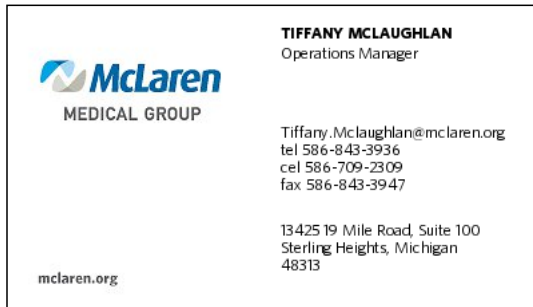 McLaren
MEDICAL GROUP
mclaren.org
TIFFANY MCLAUGHLAN
Operations Manager
Tiffany.Mclaughlan@mclaren.org
tel 586-843-3936
cel 586-709-2309
fax 586-843-3947
13425 19 Mile Road, Suite 100
Sterling Heights, Michigan
48313